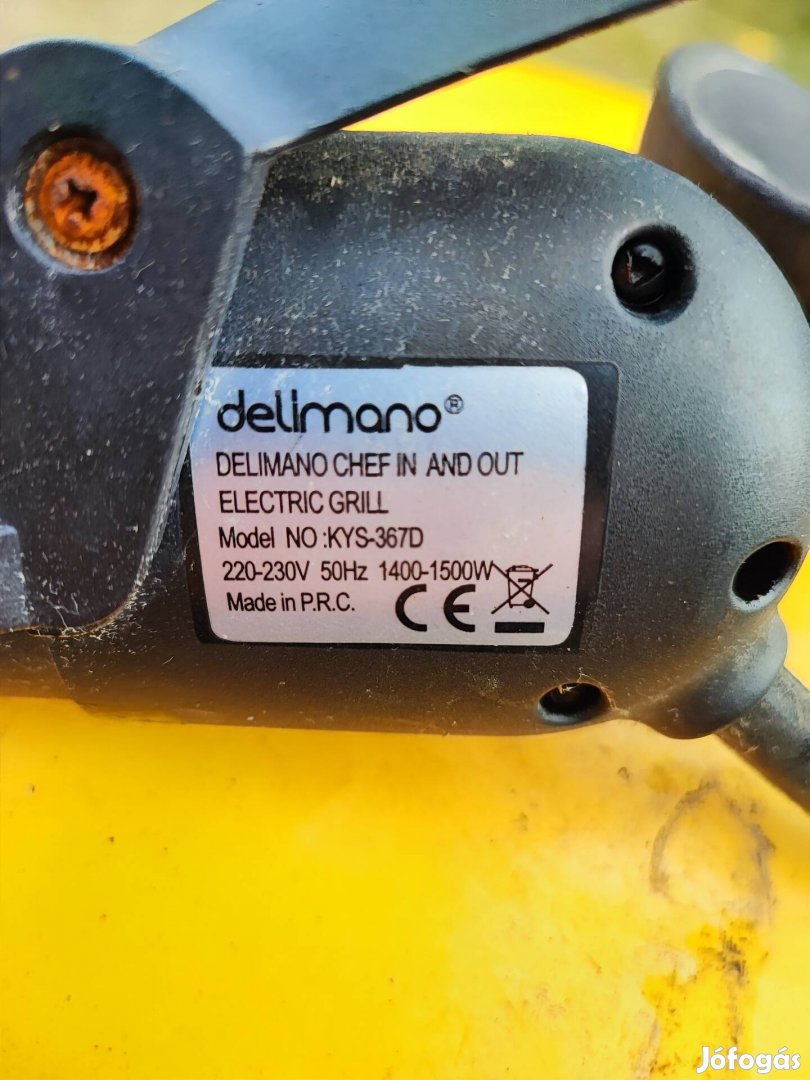 delimano®
DELIMANO CHEF IN AND OUT
ELECTRIC GRILL
Model NO :KYS-367D
220-230V 50Hz 1400-1500W
Made in P.R.C. CE
Jófogás